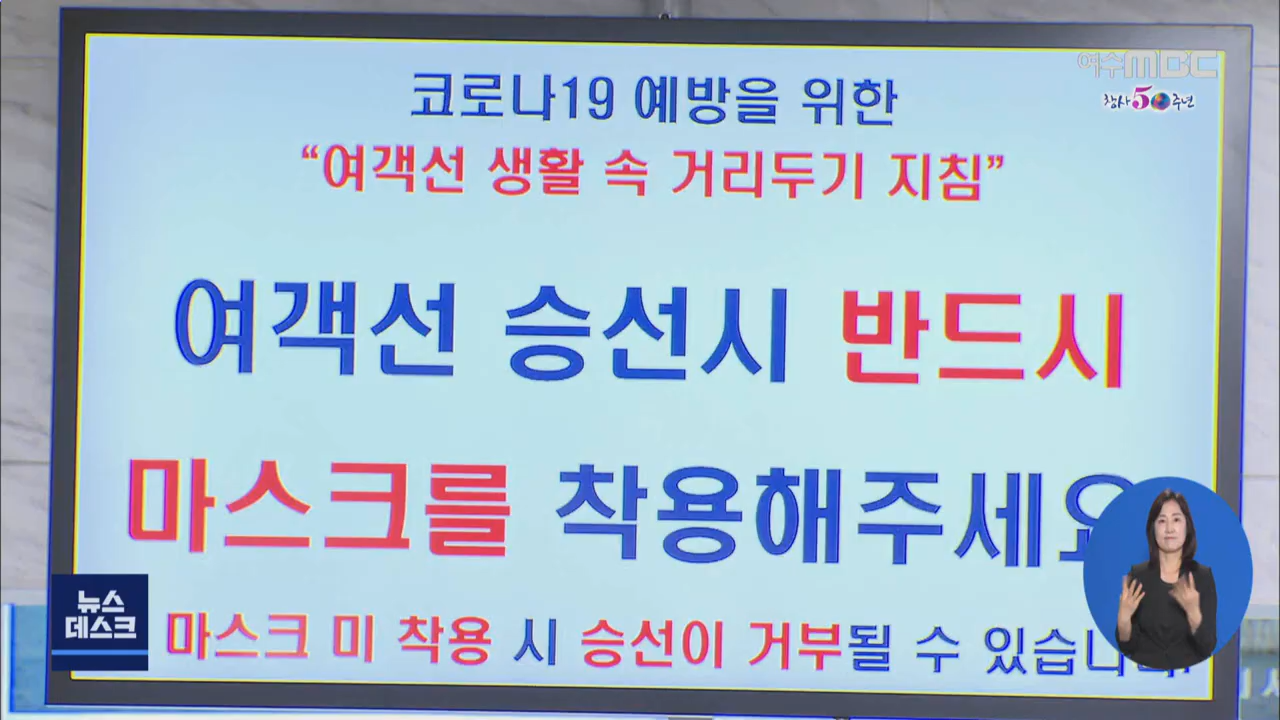 여수MBC
창사50주년
코로나19 예방을 위한
“여객선 생활 속 거리두기 지침”
여객선 승선시 반드시
마스크를 착용해주세요
마스크 미 착용 시 승선이 거부될 수 있습니다.
뉴스
데스크